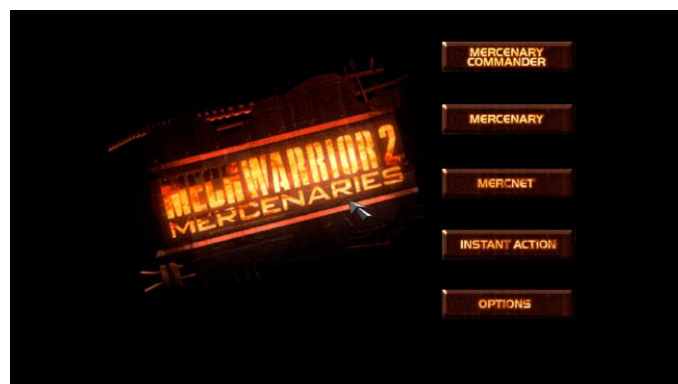 MECHWARRIOR 2
MERCENARIES
MERCENARY
COMMANDER
MERCENARY
MERCNET
INSTANT ACTION
OPTIONS